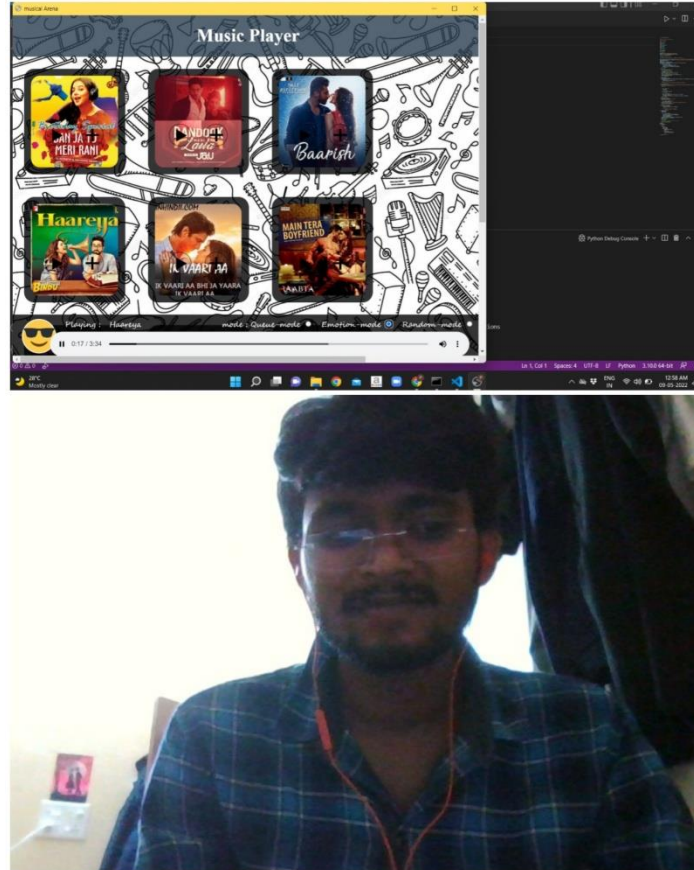 musical Arena
Music Player
BAN JA TU
MERI RANI
BANDOOK
Baarish
Haareya
BINDU
IK VAARI AA
IK VAARI AA BHI JA YAARA
IK VAARI AA
MAIN TERA
BOYFRIEND
RAABTA
Playing : Haareya
mode : Queue-mode Emotion-mode Random-mode
0:17 / 3:34
Python Debug Console
Ln 1, Col 1 Spaces: 4 UTF-8 LF Python 3.10.0 64-bit
28°C
Mostly clear
ENG
IN
12:58 AM
09-05-2022